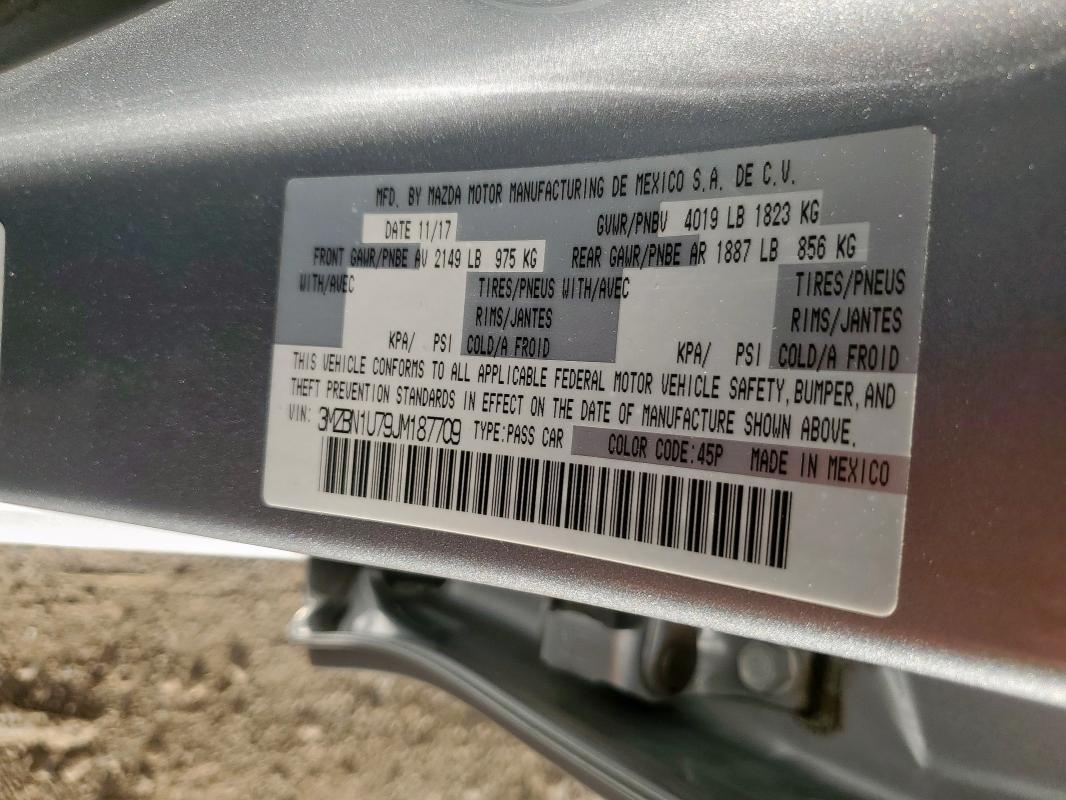 MFD. BY MAZDA MOTOR MANUFACTURING DE MEXICO S.A. DE C.V.
DATE 11/17 GVWR/PNBV 4019 LB 1823 KG
FRONT GAWR/PNBE AV 2149 LB 975 KG REAR GAWR/PNBE AR 1887 LB 856 KG
WITH/AVEC TIRES/PNEUS WITH/AVEC TIRES/PNEUS
RIMS/JANTES RIMS/JANTES
KPA/ PSI COLD/A FROID KPA/ PSI COLD/A FROID
THIS VEHICLE CONFORMS TO ALL APPLICABLE FEDERAL MOTOR VEHICLE SAFETY, BUMPER, AND
THEFT PREVENTION STANDARDS IN EFFECT ON THE DATE OF MANUFACTURE SHOWN ABOVE.
VIN: 3MZBN1U79JM187709 TYPE:PASS CAR COLOR CODE:45P MADE IN MEXICO